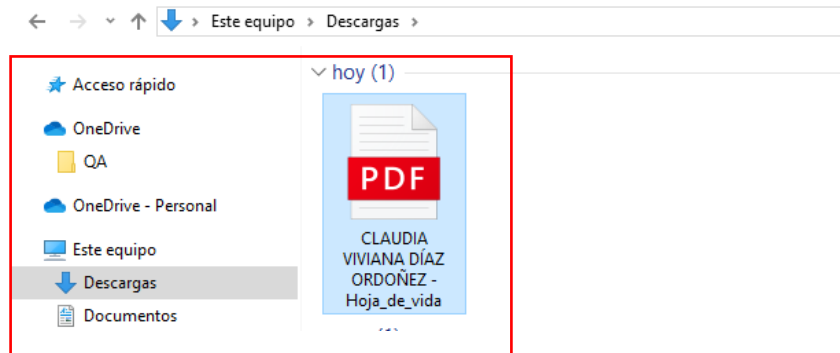 Este equipo > Descargas >
Acceso rápido
OneDrive
QA
OneDrive - Personal
Este equipo
Descargas
Documentos
hoy (1)
PDF
CLAUDIA
VIVIANA DÍAZ
ORDOÑEZ -
Hoja_de_vida